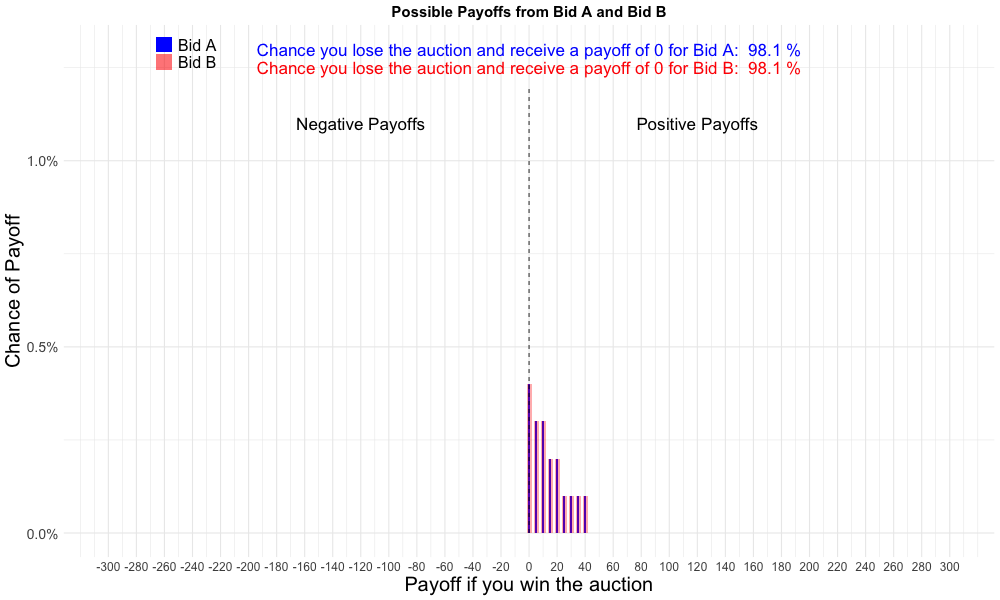 Possible Payoffs from Bid A and Bid B
Bid A
Bid B
Chance you lose the auction and receive a payoff of 0 for Bid A: 98.1 %
Chance you lose the auction and receive a payoff of 0 for Bid B: 98.1 %
Negative Payoffs
Positive Payoffs
Chance of Payoff
1.0%
0.5%
0.0%
-300 -280 -260 -240 -220 -200 -180 -160 -140 -120 -100 -80 -60 -40 -20 0 20 40 60 80 100 120 140 160 180 200 220 240 260 280 300
Payoff if you win the auction